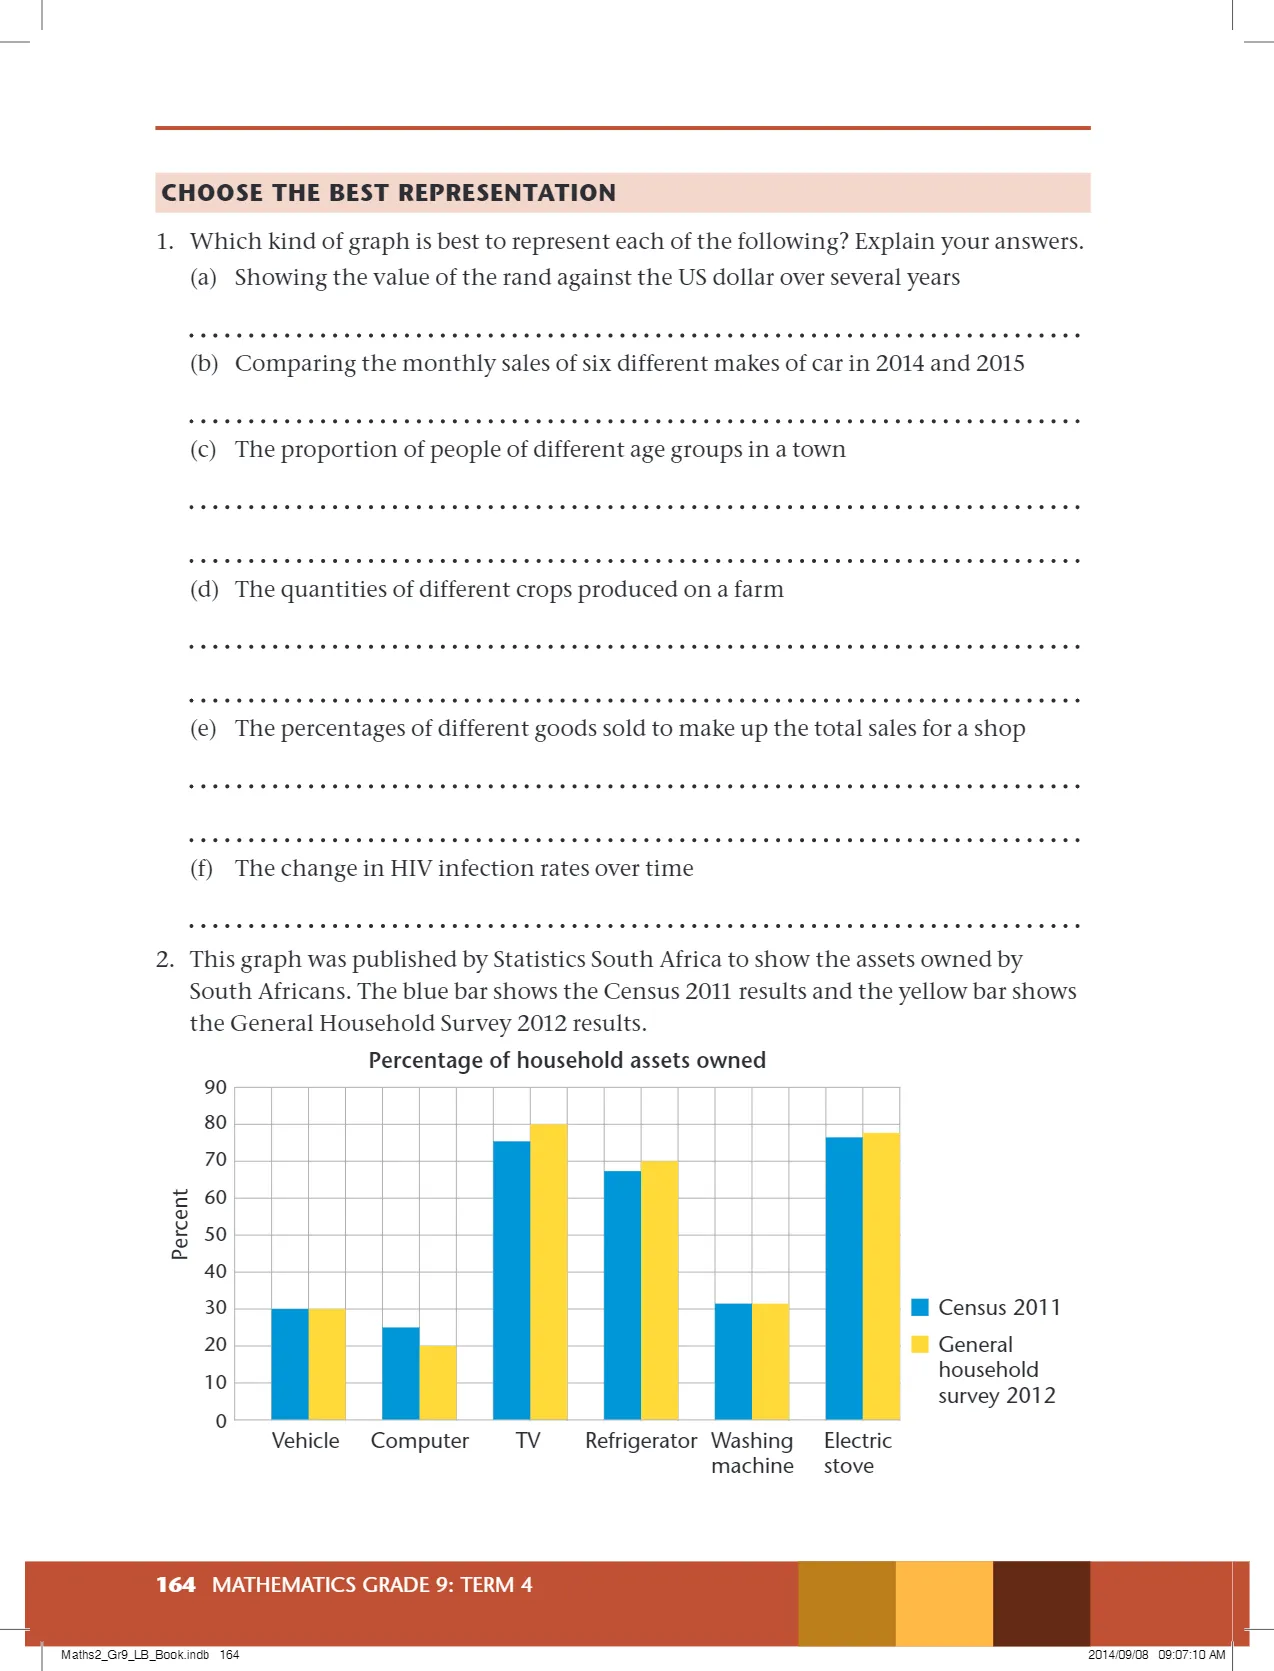 CHOOSE THE BEST REPRESENTATION
1. Which kind of graph is best to represent each of the following? Explain your answers.
(a) Showing the value of the rand against the US dollar over several years
(b) Comparing the monthly sales of six different makes of car in 2014 and 2015
(c) The proportion of people of different age groups in a town
(d) The quantities of different crops produced on a farm
(e) The percentages of different goods sold to make up the total sales for a shop
(f) The change in HIV infection rates over time
2. This graph was published by Statistics South Africa to show the assets owned by
South Africans. The blue bar shows the Census 2011 results and the yellow bar shows
the General Household Survey 2012 results.
Percentage of household assets owned
90
80
70
60
50
40
30
20
10
0
Percent
Vehicle Computer TV Refrigerator Washing machine Electric stove
Census 2011
General
household
survey 2012
164 MATHEMATICS GRADE 9: TERM 4
Maths2_Gr9_LB_Book.indb 164
2014/09/08 09:07:10 AM